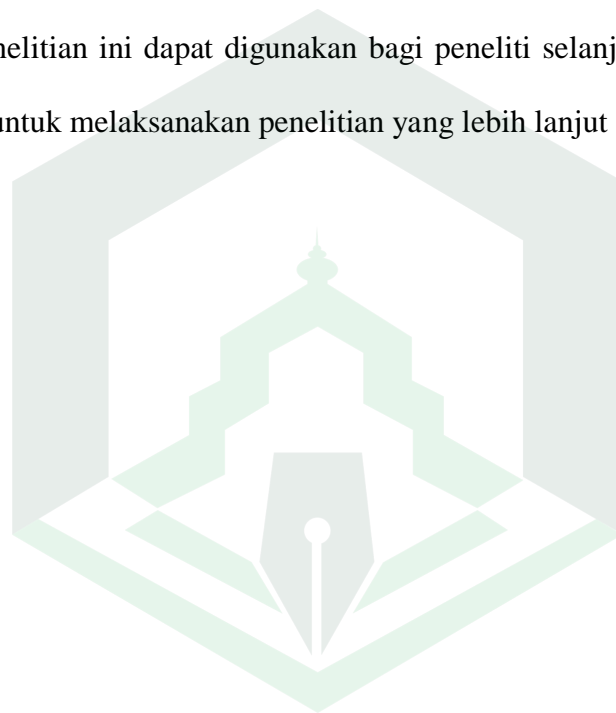 nelitian ini dapat digunakan bagi peneliti selanj
untuk melaksanakan penelitian yang lebih lanjut